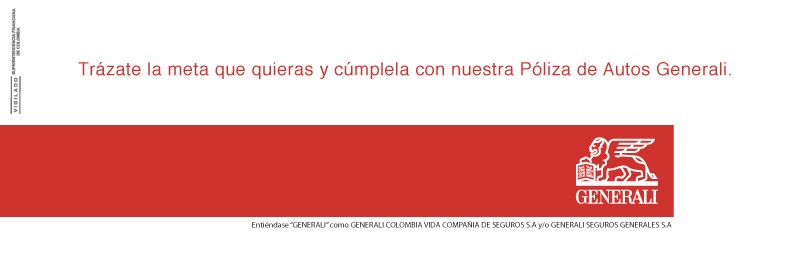 SUPERINTENDENCIA FINANCIERA
DE COLOMBIA
VIGILADO
Trázate la meta que quieras y cúmplela con nuestra Póliza de Autos Generali.
GENERALI
Entiéndase "GENERALI" como GENERALI COLOMBIA VIDA COMPAÑIA DE SEGUROS S.A y/o GENERALI SEGUROS GENERALES S.A